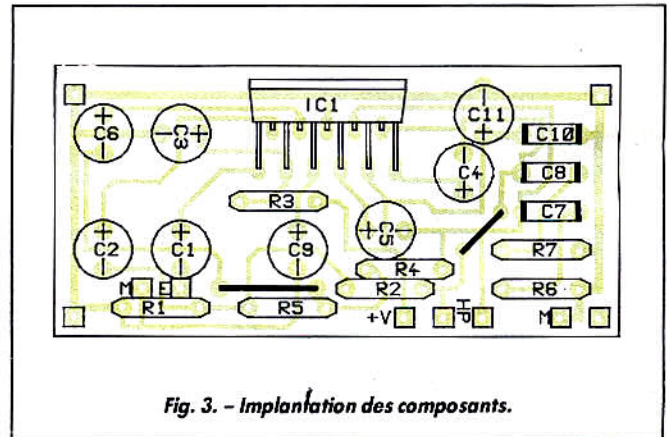 IC1
C6
C3
C11
C10
C4
C8
C7
R3
C5
C2
C1
C9
R4
R7
M
E
R2
R6
R1
R5
+V
HP
M
Fig. 3. – Implantation des composants.